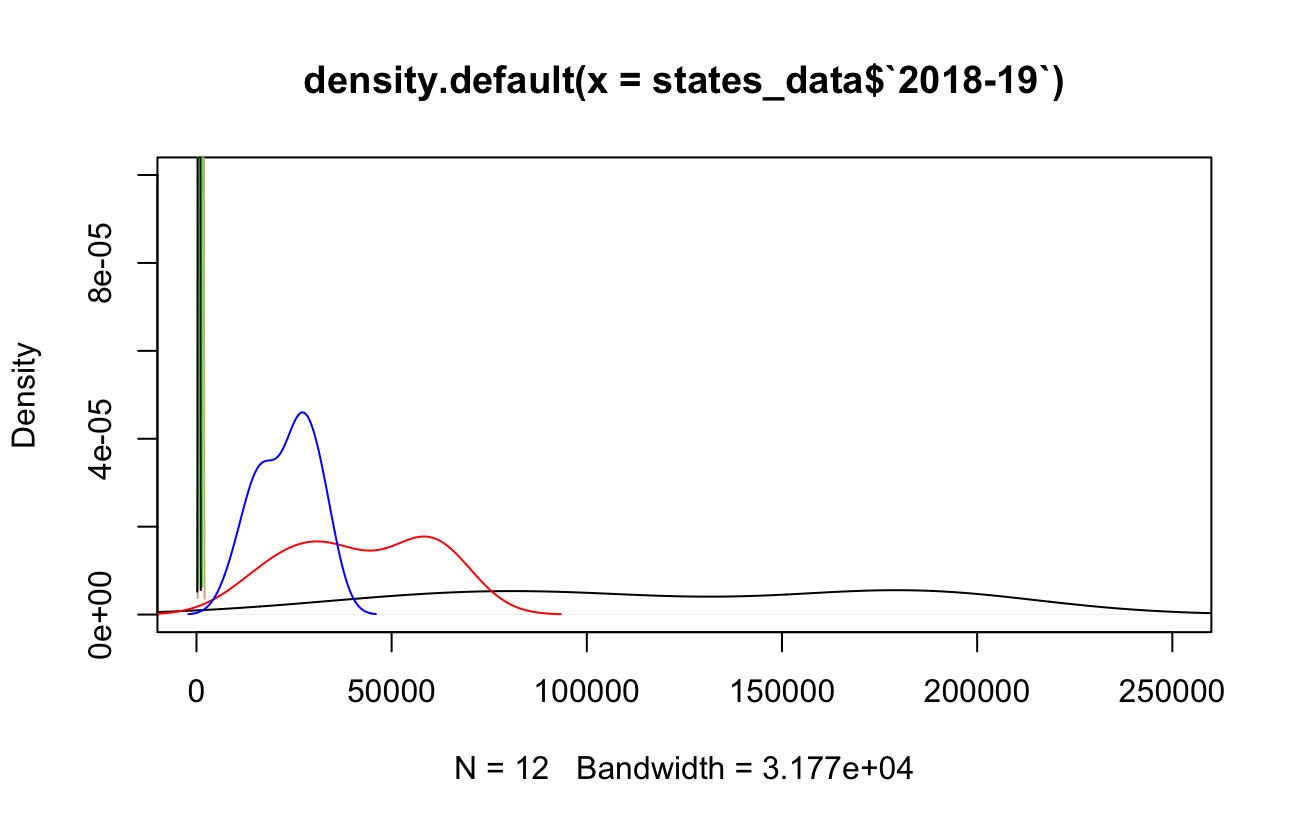 density.default(x = states_data$`2018-19`)
Density
8e-05
4e-05
0e+00
0 50000 100000 150000 200000 250000
N = 12 Bandwidth = 3.177e+04